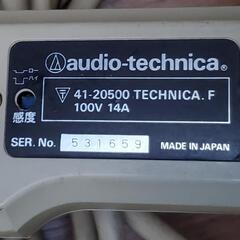 audio-technica®
ロー
ハイ
感度
41-20500 TECHNICA. F
100V 14A
SER. No. 531659
MADE IN JAPAN